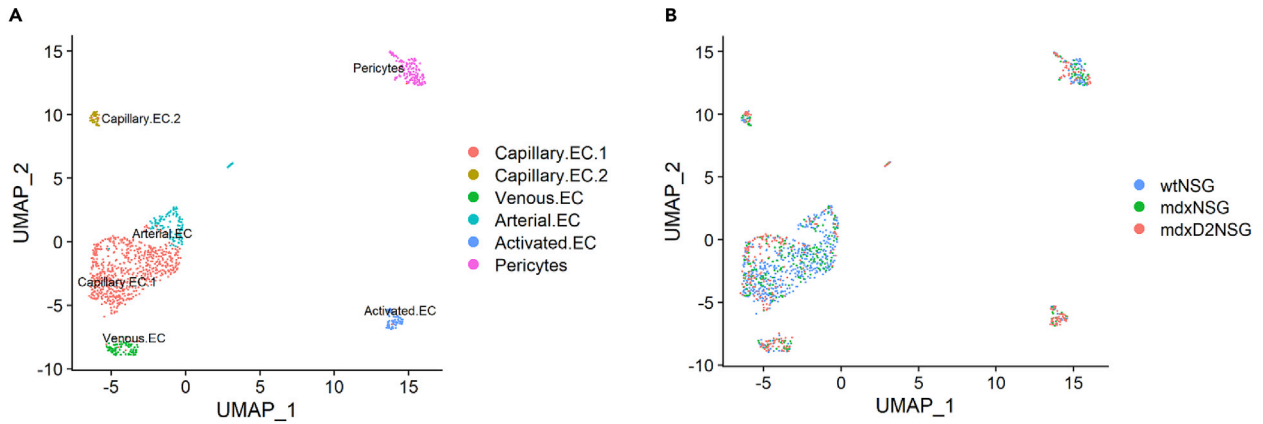 A
15
10
5
0
-5
-10
UMAP_2
-5
0
5
10
15
UMAP_1
Pericytes
Capillary.EC.2
Arterial.EC
Capillary.EC.1
Venous.EC
Activated.EC
Capillary.EC.1
Capillary.EC.2
Venous.EC
Arterial.EC
Activated.EC
Pericytes
B
15
10
5
0
-5
-10
UMAP_2
-5
0
5
10
15
UMAP_1
wtNSG
mdxNSG
mdxD2NSG